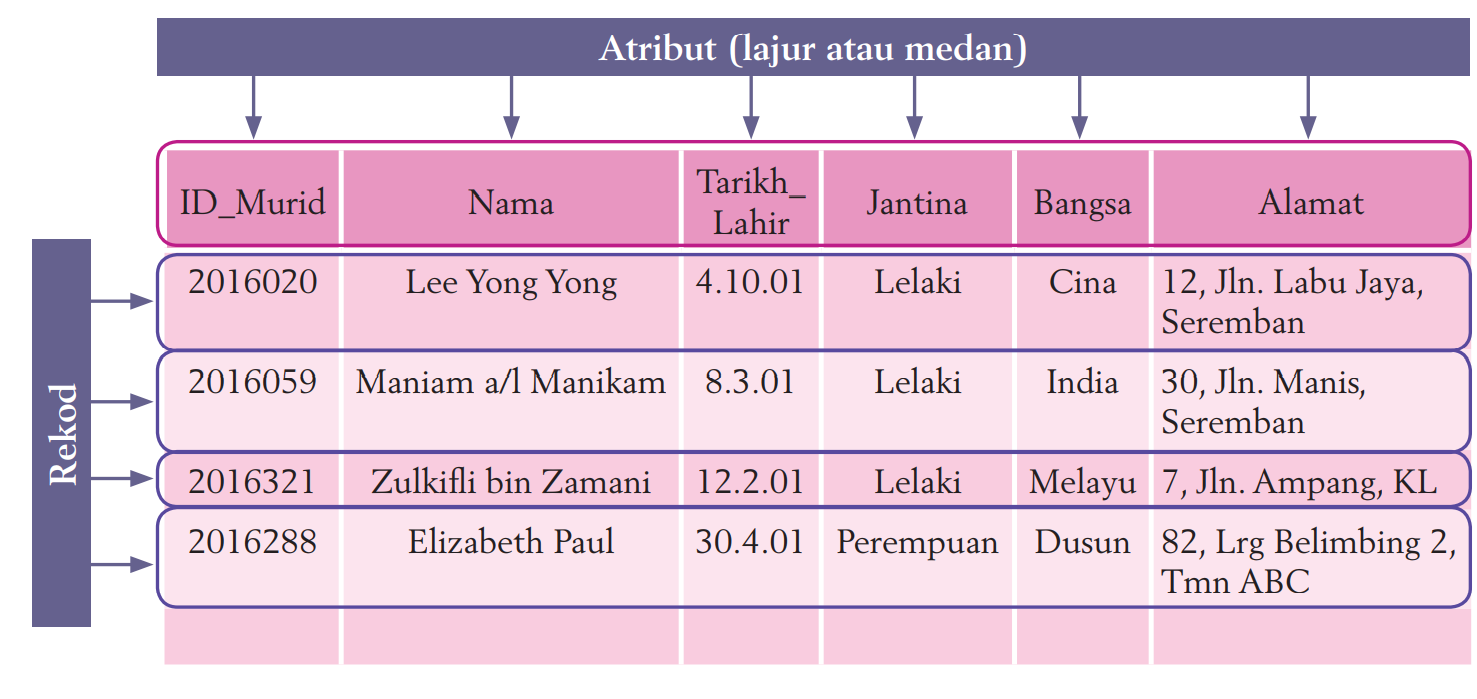 Atribut (lajur atau medan)
ID_Murid Nama Tarikh_ Jantina Bangsa Alamat
Lahir
Rekod
2016020 Lee Yong Yong 4.10.01 Lelaki Cina 12, Jln. Labu Jaya,
Seremban
2016059 Maniam a/l Manikam 8.3.01 Lelaki India 30, Jln. Manis,
Seremban
2016321 Zulkifli bin Zamani 12.2.01 Lelaki Melayu 7, Jln. Ampang, KL
2016288 Elizabeth Paul 30.4.01 Perempuan Dusun 82, Lrg Belimbing 2,
Tmn ABC